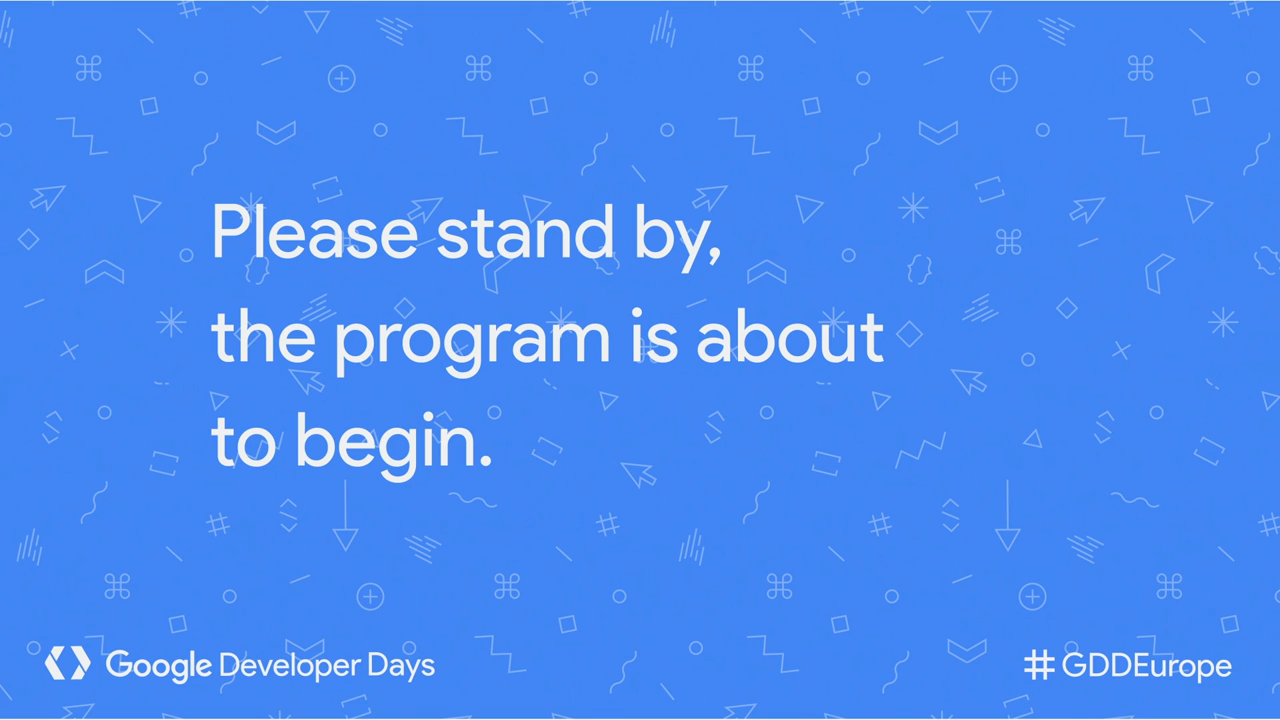 Please stand by,
the program is about
to begin.
Google Developer Days
#GDDEurope